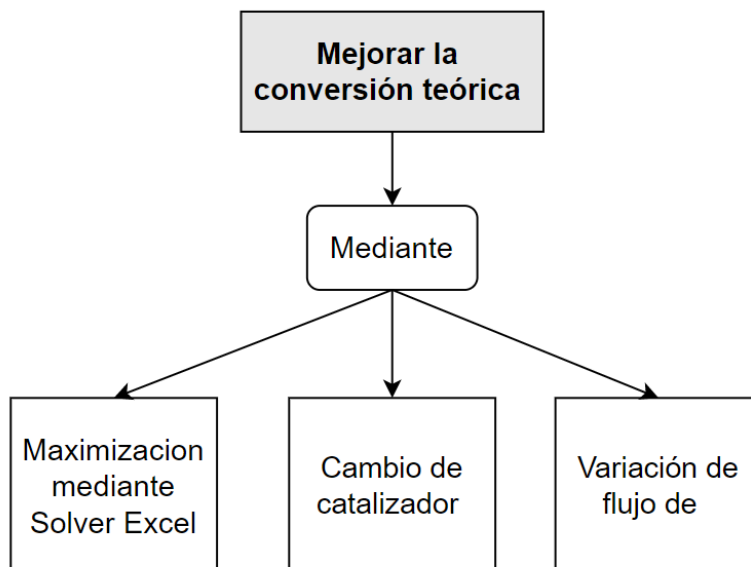 Mejorar la
conversión teórica
Mediante
Maximizacion
mediante
Solver Excel
Cambio de
catalizador
Variación de
flujo de